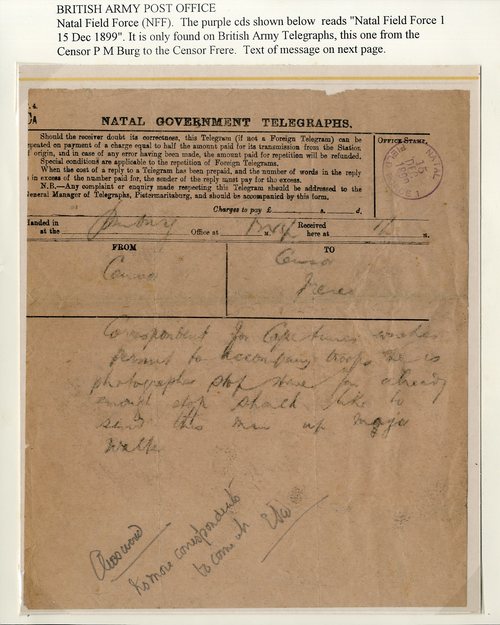 BRITISH ARMY POST OFFICE
Natal Field Force (NFF). The purple cds shown below reads "Natal Field Force 1
15 Dec 1899". It is only found on British Army Telegraphs, this one from the
Censor P M Burg to the Censor Frere. Text of message on next page.
NATAL GOVERNMENT TELEGRAPHS.
Should the receiver doubt its correctness, this Telegram (if not a Foreign Telegram) can be
repeated on payment of a charge equal to half the amount paid for its transmission from the Station
of origin, and in case of any error having been made, the amount paid for repetition will be refunded.
Special conditions are applicable to the repetition of Foreign Telegrams.
When the cost of a reply to a Telegram has been prepaid, and the number of words in the reply
in excess of the number paid for, the sender of the reply must pay for the excess.
N.B.—Any complaint or enquiry made respecting this Telegram should be addressed to the
General Manager of Telegraphs, Pietermaritzburg, and should be accompanied by this form.
OFFICE STAMP
NATAL
Charges to pay £ s. d.
Handed in at the Office at M. Received here at M.
FROM
TO
Censor
Censor
Frere
Correspondent for Cape times wishes
permit to accompany troops he is
photographer stop have you already
enough stop should like to
send this man up major
Walter
Answered
No more correspondents
to come up